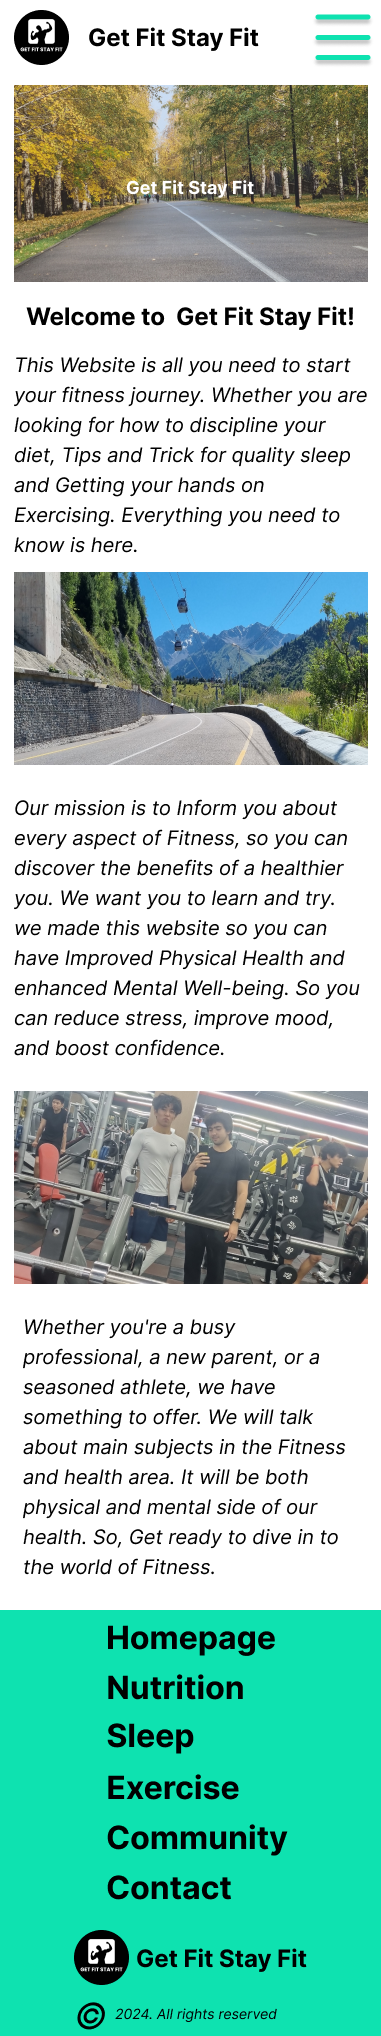 GET FIT STAY FIT
Get Fit Stay Fit
Get Fit Stay Fit
Welcome to  Get Fit Stay Fit!
This Website is all you need to start
your fitness journey. Whether you are
looking for how to discipline your
diet, Tips and Trick for quality sleep
and Getting your hands on
Exercising. Everything you need to
know is here.
Our mission is to Inform you about
every aspect of Fitness, so you can
discover the benefits of a healthier
you. We want you to learn and try.
we made this website so you can
have Improved Physical Health and
enhanced Mental Well-being. So you
can reduce stress, improve mood,
and boost confidence.
Whether you're a busy
professional, a new parent, or a
seasoned athlete, we have
something to offer. We will talk
about main subjects in the Fitness
and health area. It will be both
physical and mental side of our
health. So, Get ready to dive in to
the world of Fitness.
Homepage
Nutrition
Sleep
Exercise
Community
Contact
GET FIT STAY FIT
Get Fit Stay Fit
© 2024. All rights reserved